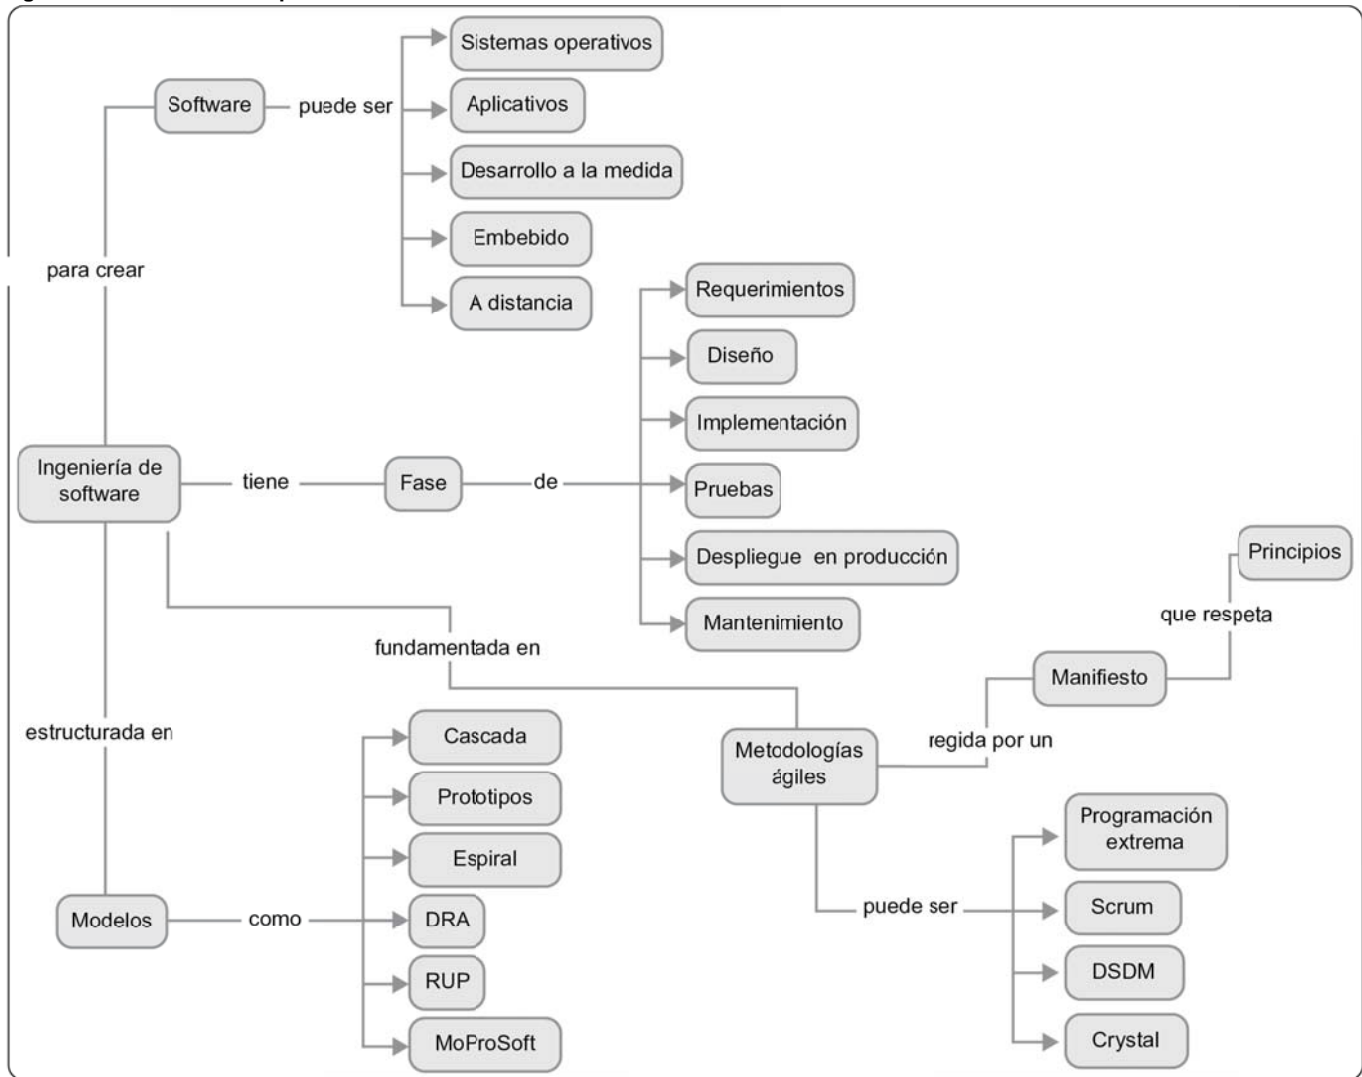 Sistemas operativos
Software
puede ser
Aplicativos
Desarrollo a la medida
Embebido
para crear
A distancia
Requerimientos
Diseño
Implementación
Ingeniería de
software
tiene
Fase
de
Pruebas
Despliegue en producción
Mantenimiento
Principios
que respeta
fundamentada en
Manifiesto
regida por un
estructurada en
Metodologías
ágiles
Cascada
Prototipos
Espiral
Modelos
como
DRA
RUP
MoProSoft
puede ser
Programación
extrema
Scrum
DSDM
Crystal